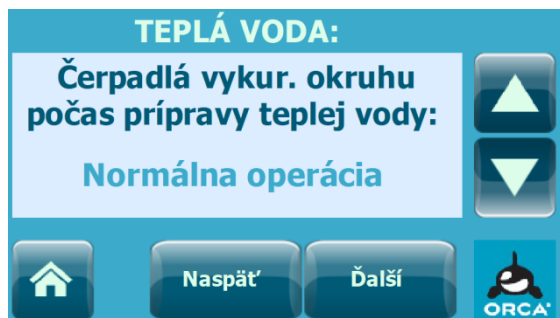 TEPLÁ VODA:
Čerpadlá vykur. okruhu
počas prípravy teplej vody:
Normálna operácia
Naspäť
Ďalší
ORCA